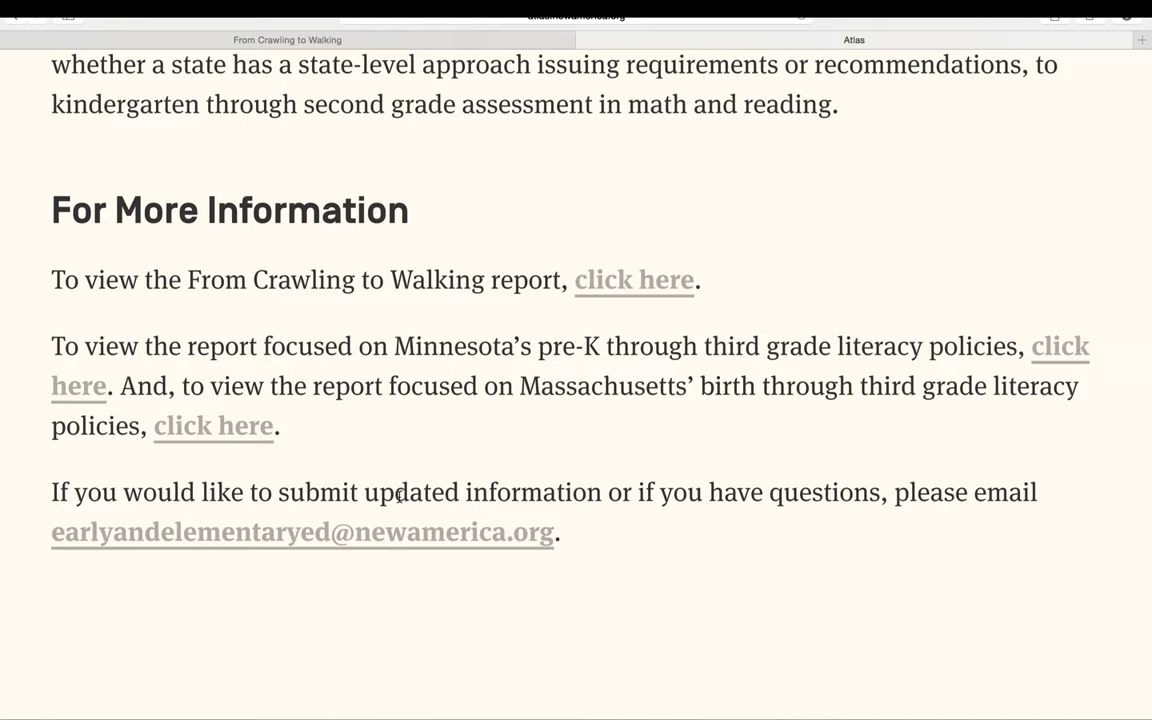 atlas.newamerica.org
From Crawling to Walking
Atlas
whether a state has a state-level approach issuing requirements or recommendations, to
kindergarten through second grade assessment in math and reading.
For More Information
To view the From Crawling to Walking report, click here.
To view the report focused on Minnesota’s pre-K through third grade literacy policies, click
here. And, to view the report focused on Massachusetts’ birth through third grade literacy
policies, click here.
If you would like to submit updated information or if you have questions, please email
earlyandelementaryed@newamerica.org.